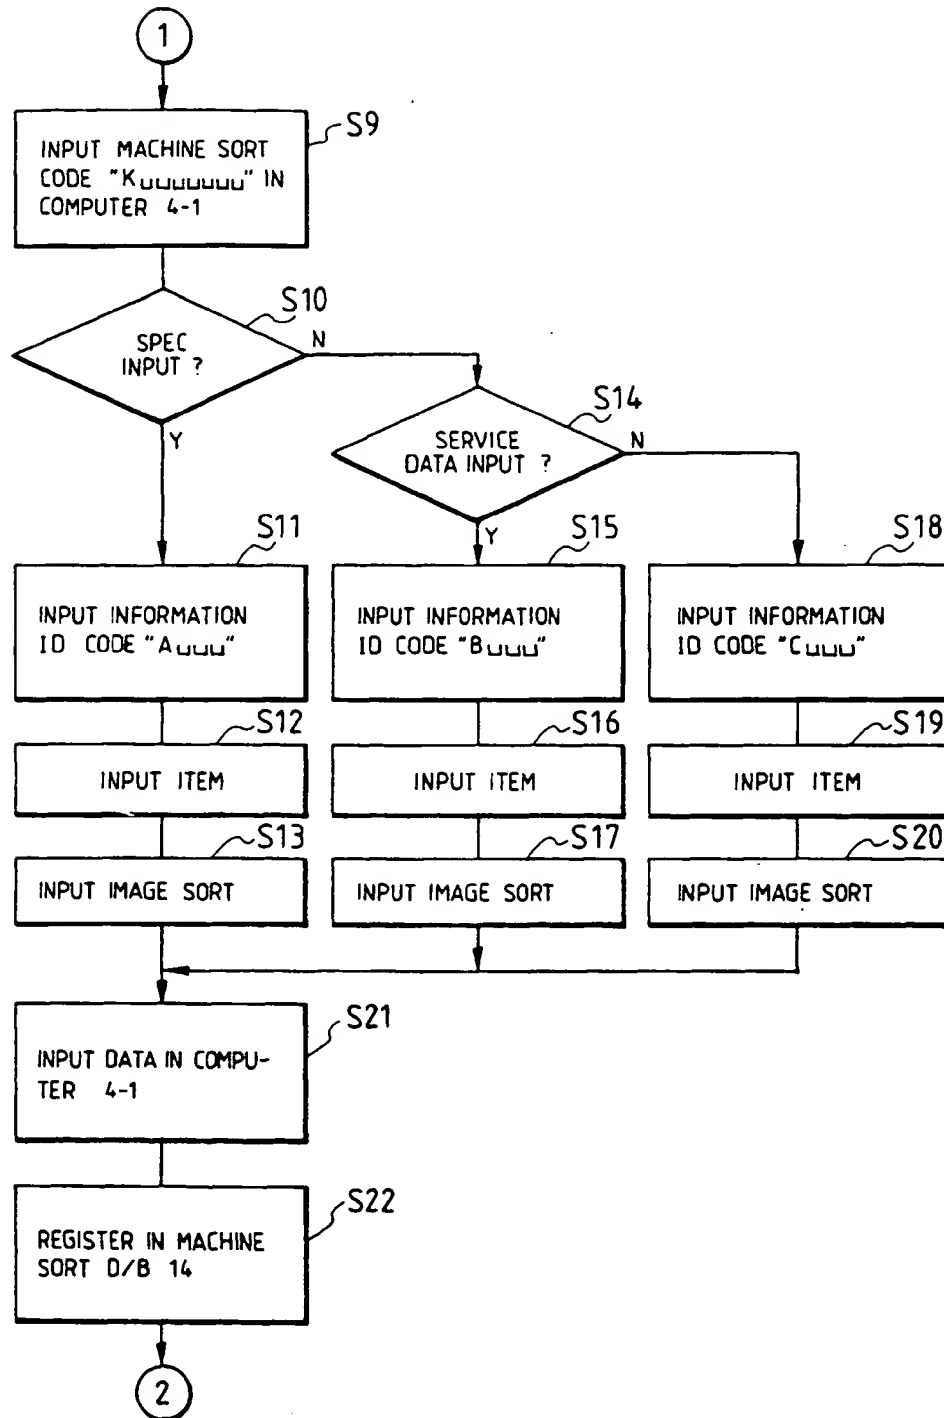 1
S9
INPUT MACHINE SORT
CODE "K␣␣␣␣␣␣␣" IN
COMPUTER 4-1
S10
SPEC
INPUT ?
N
Y
S14
SERVICE
DATA INPUT ?
N
Y
S11
INPUT INFORMATION
ID CODE "A␣␣␣"
S15
INPUT INFORMATION
ID CODE "B␣␣␣"
S18
INPUT INFORMATION
ID CODE "C␣␣␣"
S12
INPUT ITEM
S16
INPUT ITEM
S19
INPUT ITEM
S13
INPUT IMAGE SORT
S17
INPUT IMAGE SORT
S20
INPUT IMAGE SORT
S21
INPUT DATA IN COMPU-
TER 4-1
S22
REGISTER IN MACHINE
SORT D/B 14
2